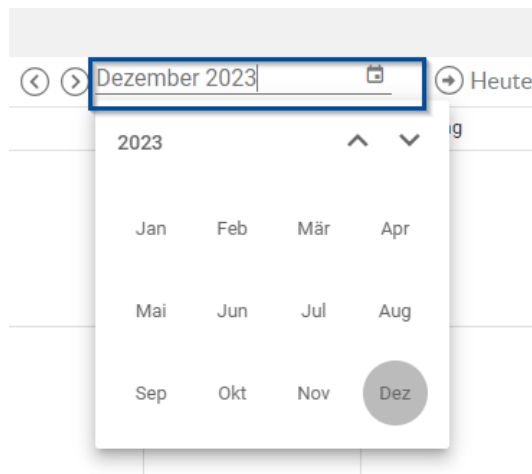 Dezember 2023 Heute
2023
Jan Feb Mär Apr
Mai Jun Jul Aug
Sep Okt Nov Dez